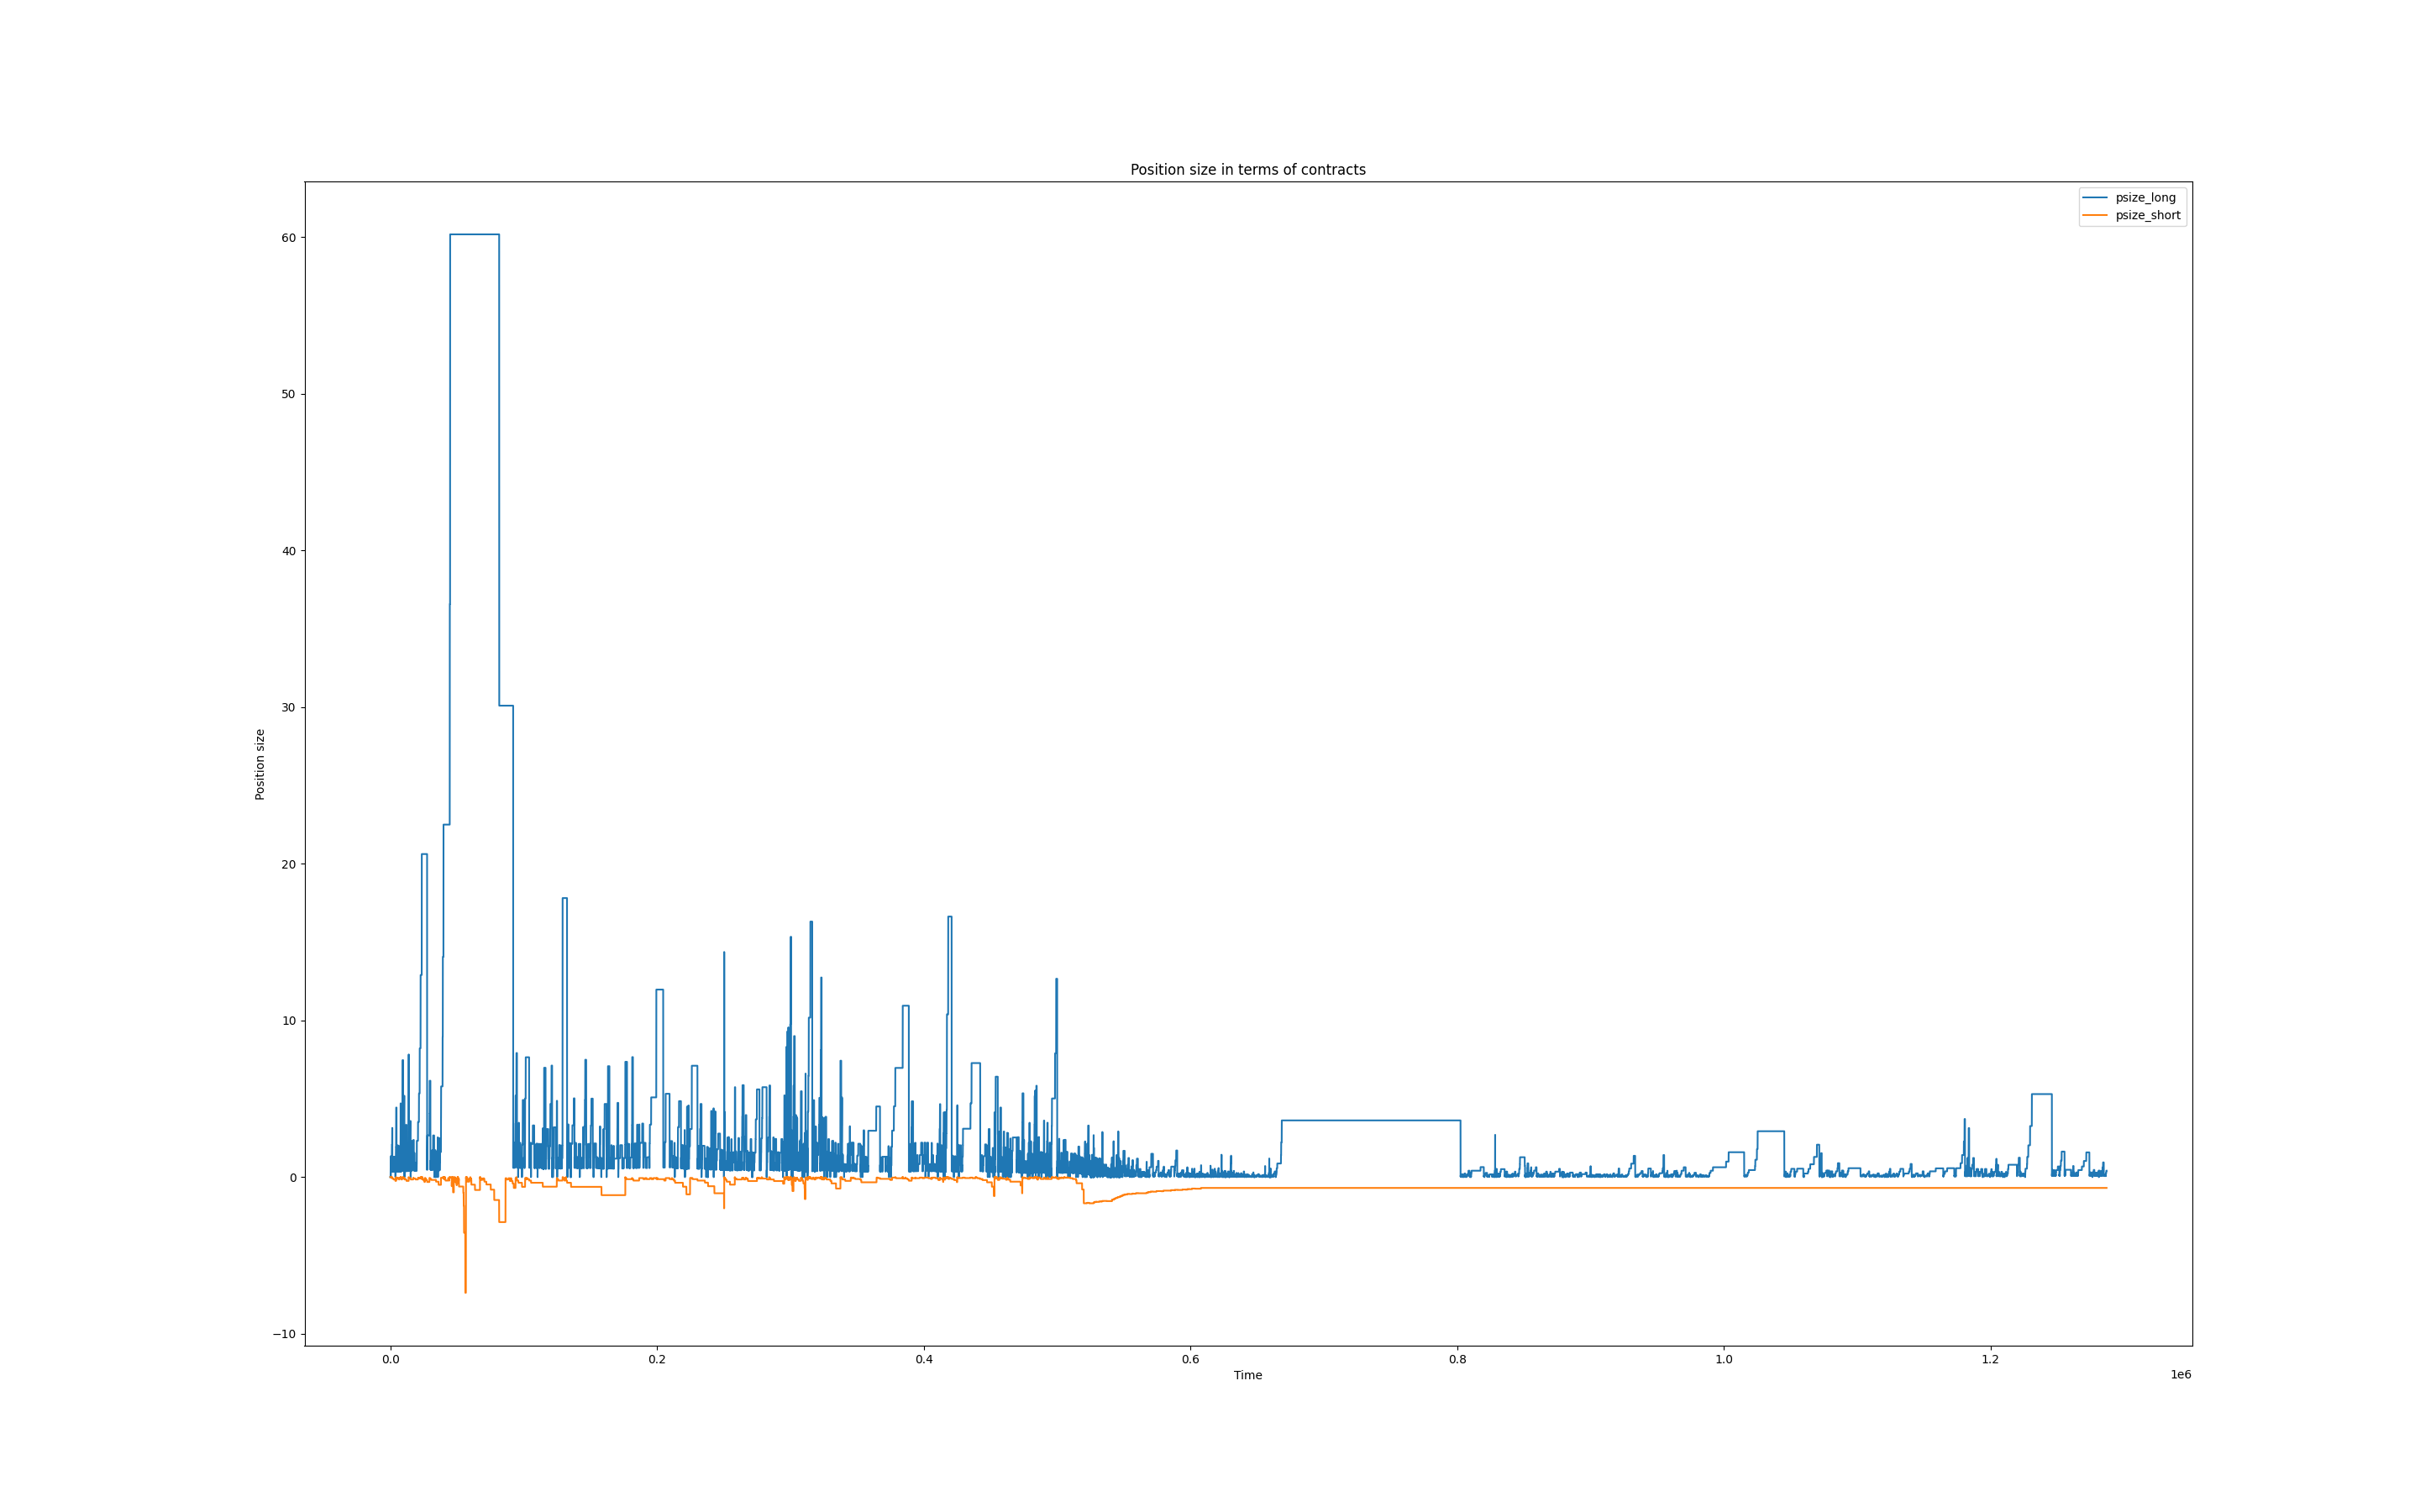 Position size in terms of contracts
psize_long
psize_short
Position size
60
50
40
30
20
10
0
−10
0.0 0.2 0.4 0.6 0.8 1.0 1.2
Time
1e6